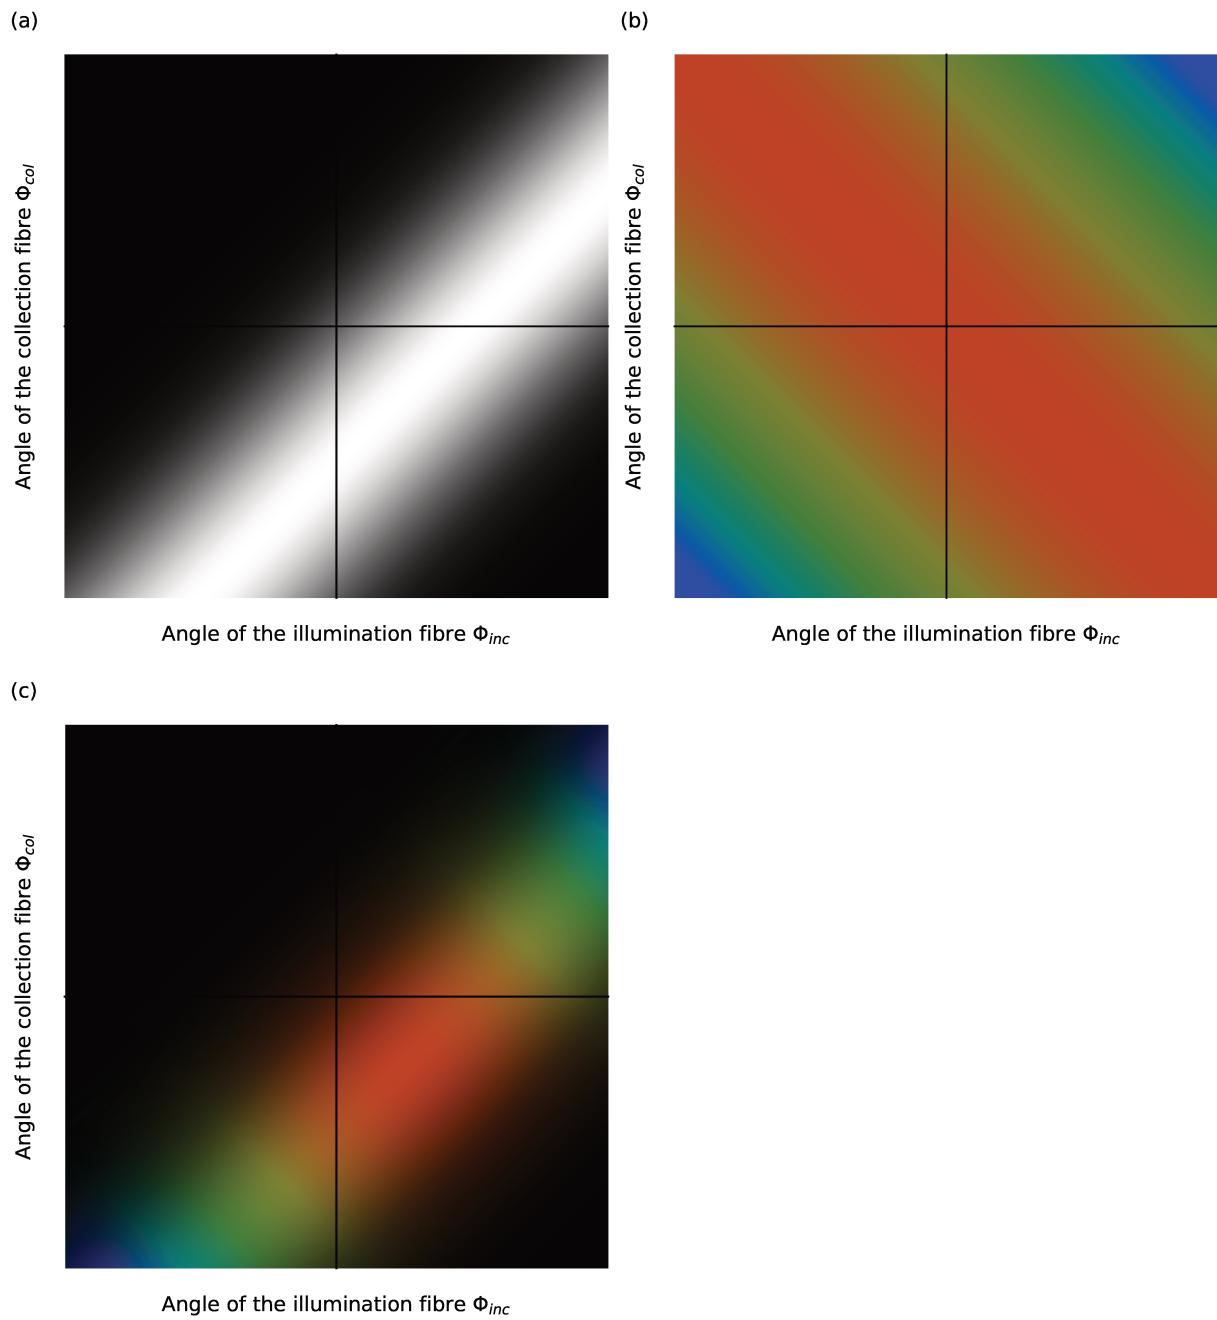 (a)
(b)
Angle of the collection fibre Φcol
Angle of the collection fibre Φcol
Angle of the illumination fibre Φinc
Angle of the illumination fibre Φinc
(c)
Angle of the collection fibre Φcol
Angle of the illumination fibre Φinc